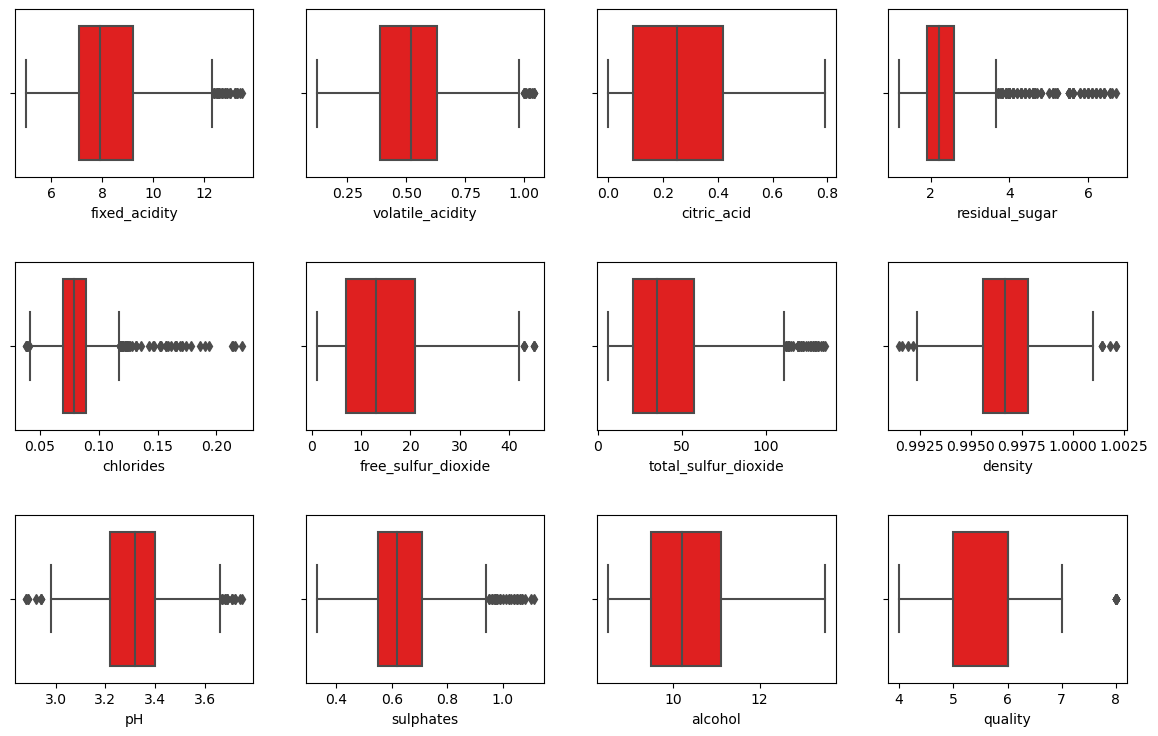 6 8 10 12
fixed_acidity
0.25 0.50 0.75 1.00
volatile_acidity
0.0 0.2 0.4 0.6 0.8
citric_acid
2 4 6
residual_sugar
0.05 0.10 0.15 0.20
chlorides
0 10 20 30 40
free_sulfur_dioxide
0 50 100
total_sulfur_dioxide
0.9925 0.9950 0.9975 1.0000 1.0025
density
3.0 3.2 3.4 3.6
pH
0.4 0.6 0.8 1.0
sulphates
10 12
alcohol
4 5 6 7 8
quality